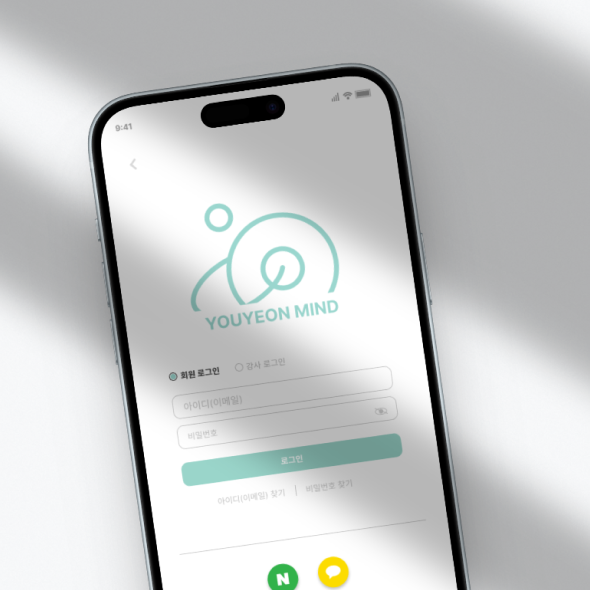 9:41
YOUYEON MIND
회원 로그인
강사 로그인
아이디(이메일)
비밀번호
로그인
아이디(이메일) 찾기 | 비밀번호 찾기
N